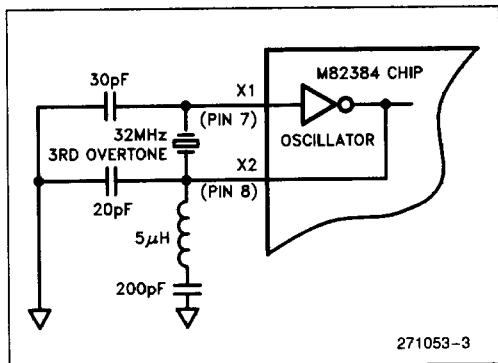 30pF
X1
M82384 CHIP
(PIN 7)
32MHz
3RD OVERTONE
OSCILLATOR
X2
20pF
(PIN 8)
5μH
200pF
271053-3